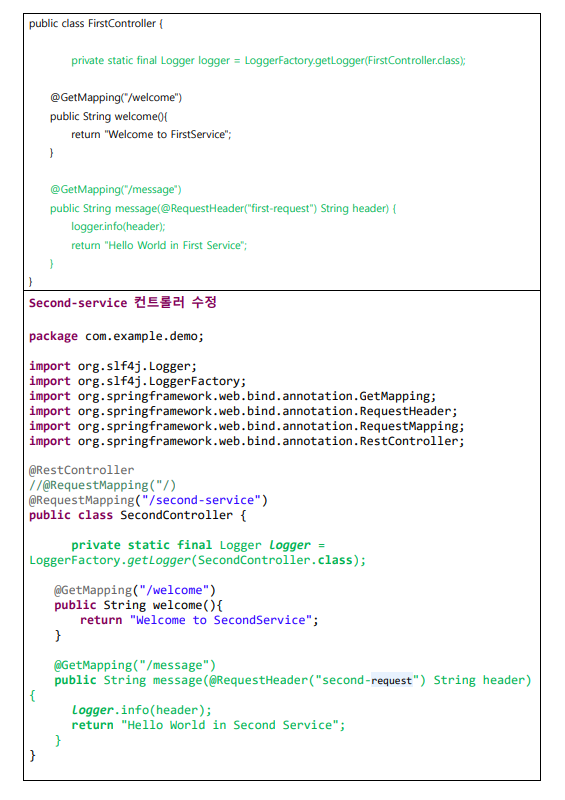 public class FirstController {
private static final Logger logger = LoggerFactory.getLogger(FirstController.class);
@GetMapping("/welcome")
public String welcome(){
return "Welcome to FirstService";
}
@GetMapping("/message")
public String message(@RequestHeader("first-request") String header) {
logger.info(header);
return "Hello World in First Service";
}
}
Second-service 컨트롤러 수정
package com.example.demo;
import org.slf4j.Logger;
import org.slf4j.LoggerFactory;
import org.springframework.web.bind.annotation.GetMapping;
import org.springframework.web.bind.annotation.RequestHeader;
import org.springframework.web.bind.annotation.RequestMapping;
import org.springframework.web.bind.annotation.RestController;
@RestController
//@RequestMapping("/)
@RequestMapping("/second-service")
public class SecondController {
private static final Logger logger =
LoggerFactory.getLogger(SecondController.class);
@GetMapping("/welcome")
public String welcome(){
return "Welcome to SecondService";
}
@GetMapping("/message")
public String message(@RequestHeader("second-request") String header)
{
logger.info(header);
return "Hello World in Second Service";
}
}